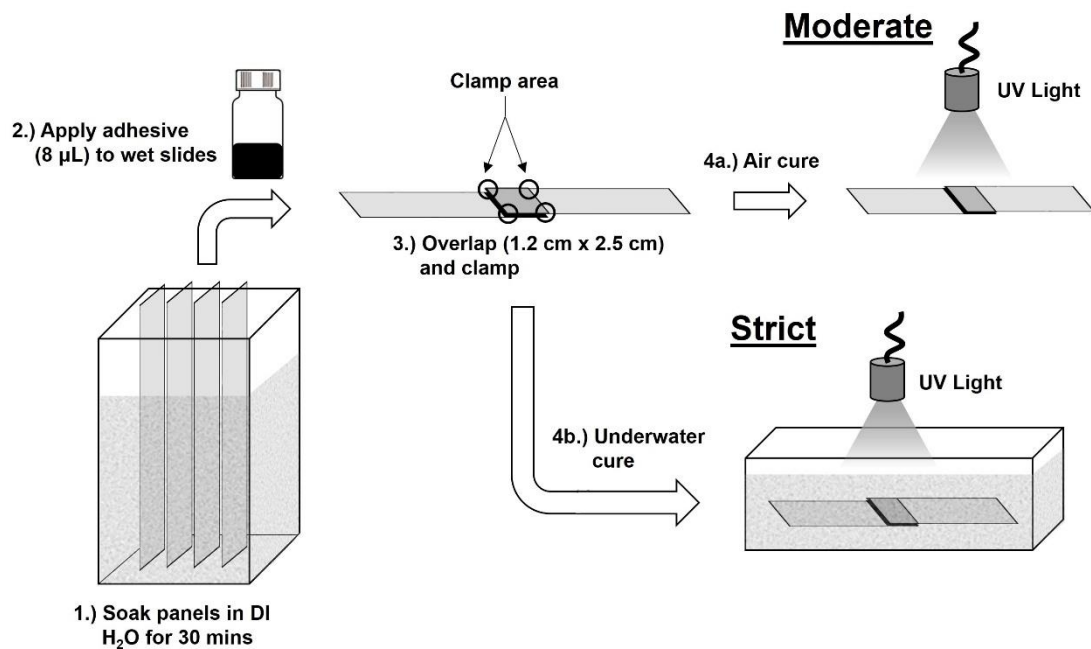 1.) Soak panels in DI
H₂O for 30 mins
2.) Apply adhesive
(8 µL) to wet slides
Clamp area
3.) Overlap (1.2 cm x 2.5 cm)
and clamp
4a.) Air cure
Moderate
UV Light
4b.) Underwater
cure
Strict
UV Light